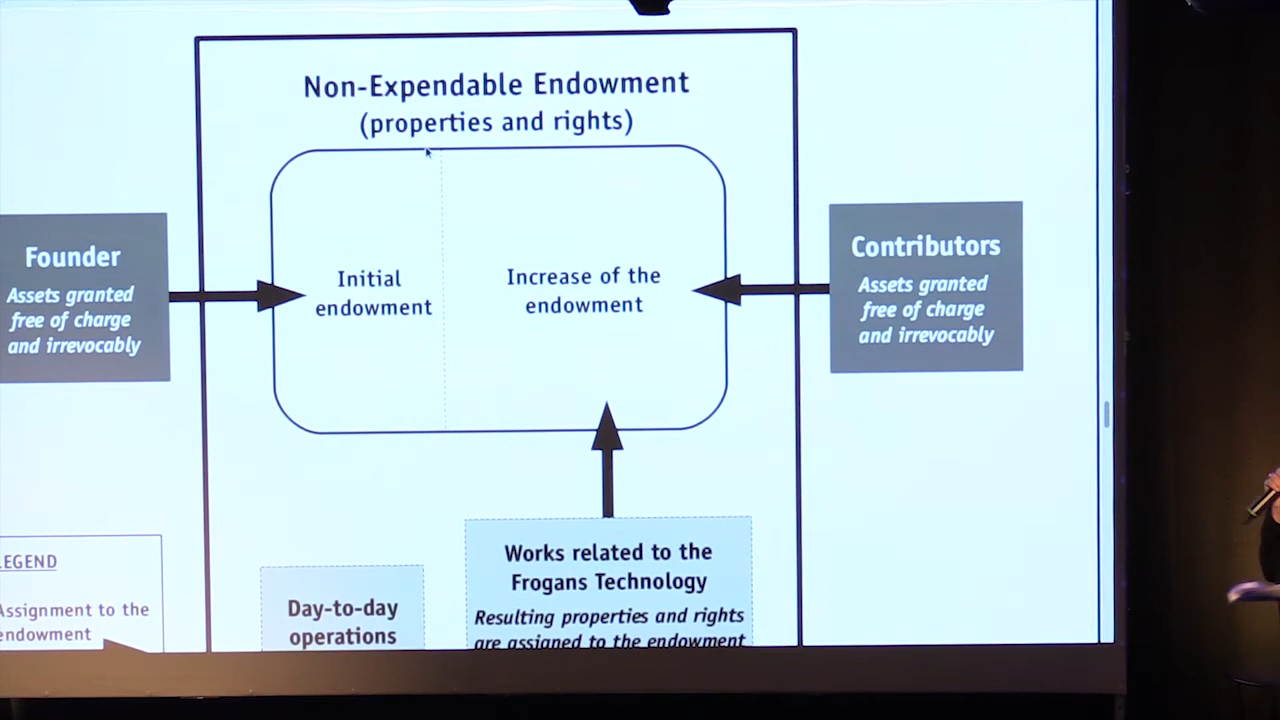 Non-Expendable Endowment
(properties and rights)
Founder
Assets granted
free of charge
and irrevocably
Initial
endowment
Increase of the
endowment
Contributors
Assets granted
free of charge
and irrevocably
LEGEND
Assignment to the
endowment
Day-to-day
operations
Works related to the
Frogans Technology
Resulting properties and rights
are assigned to the endowment